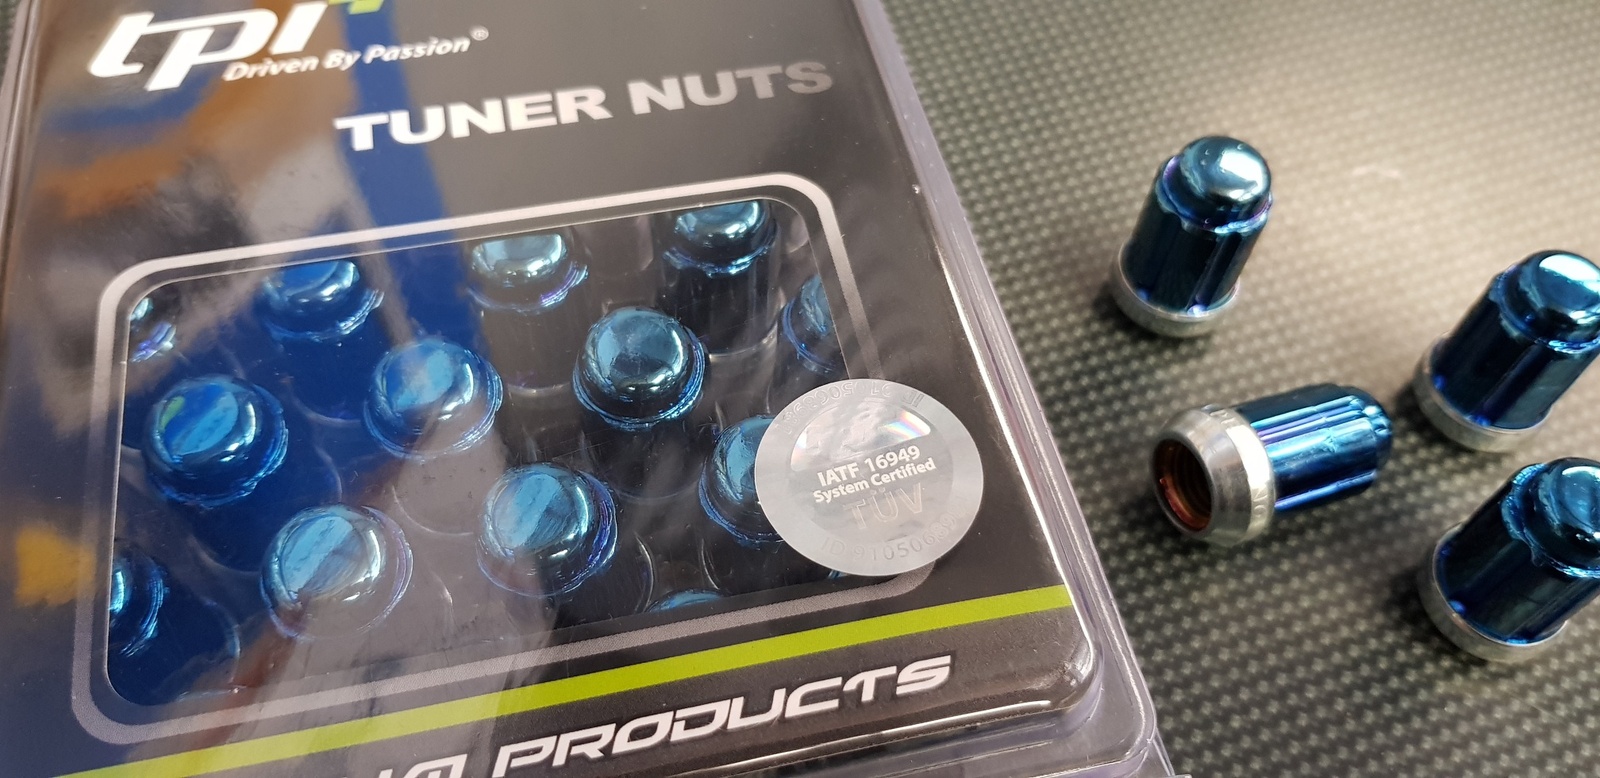 tpi
Driven By Passion®
TUNER NUTS
IATF 16949
System Certified
TÜV
PRODUCTS